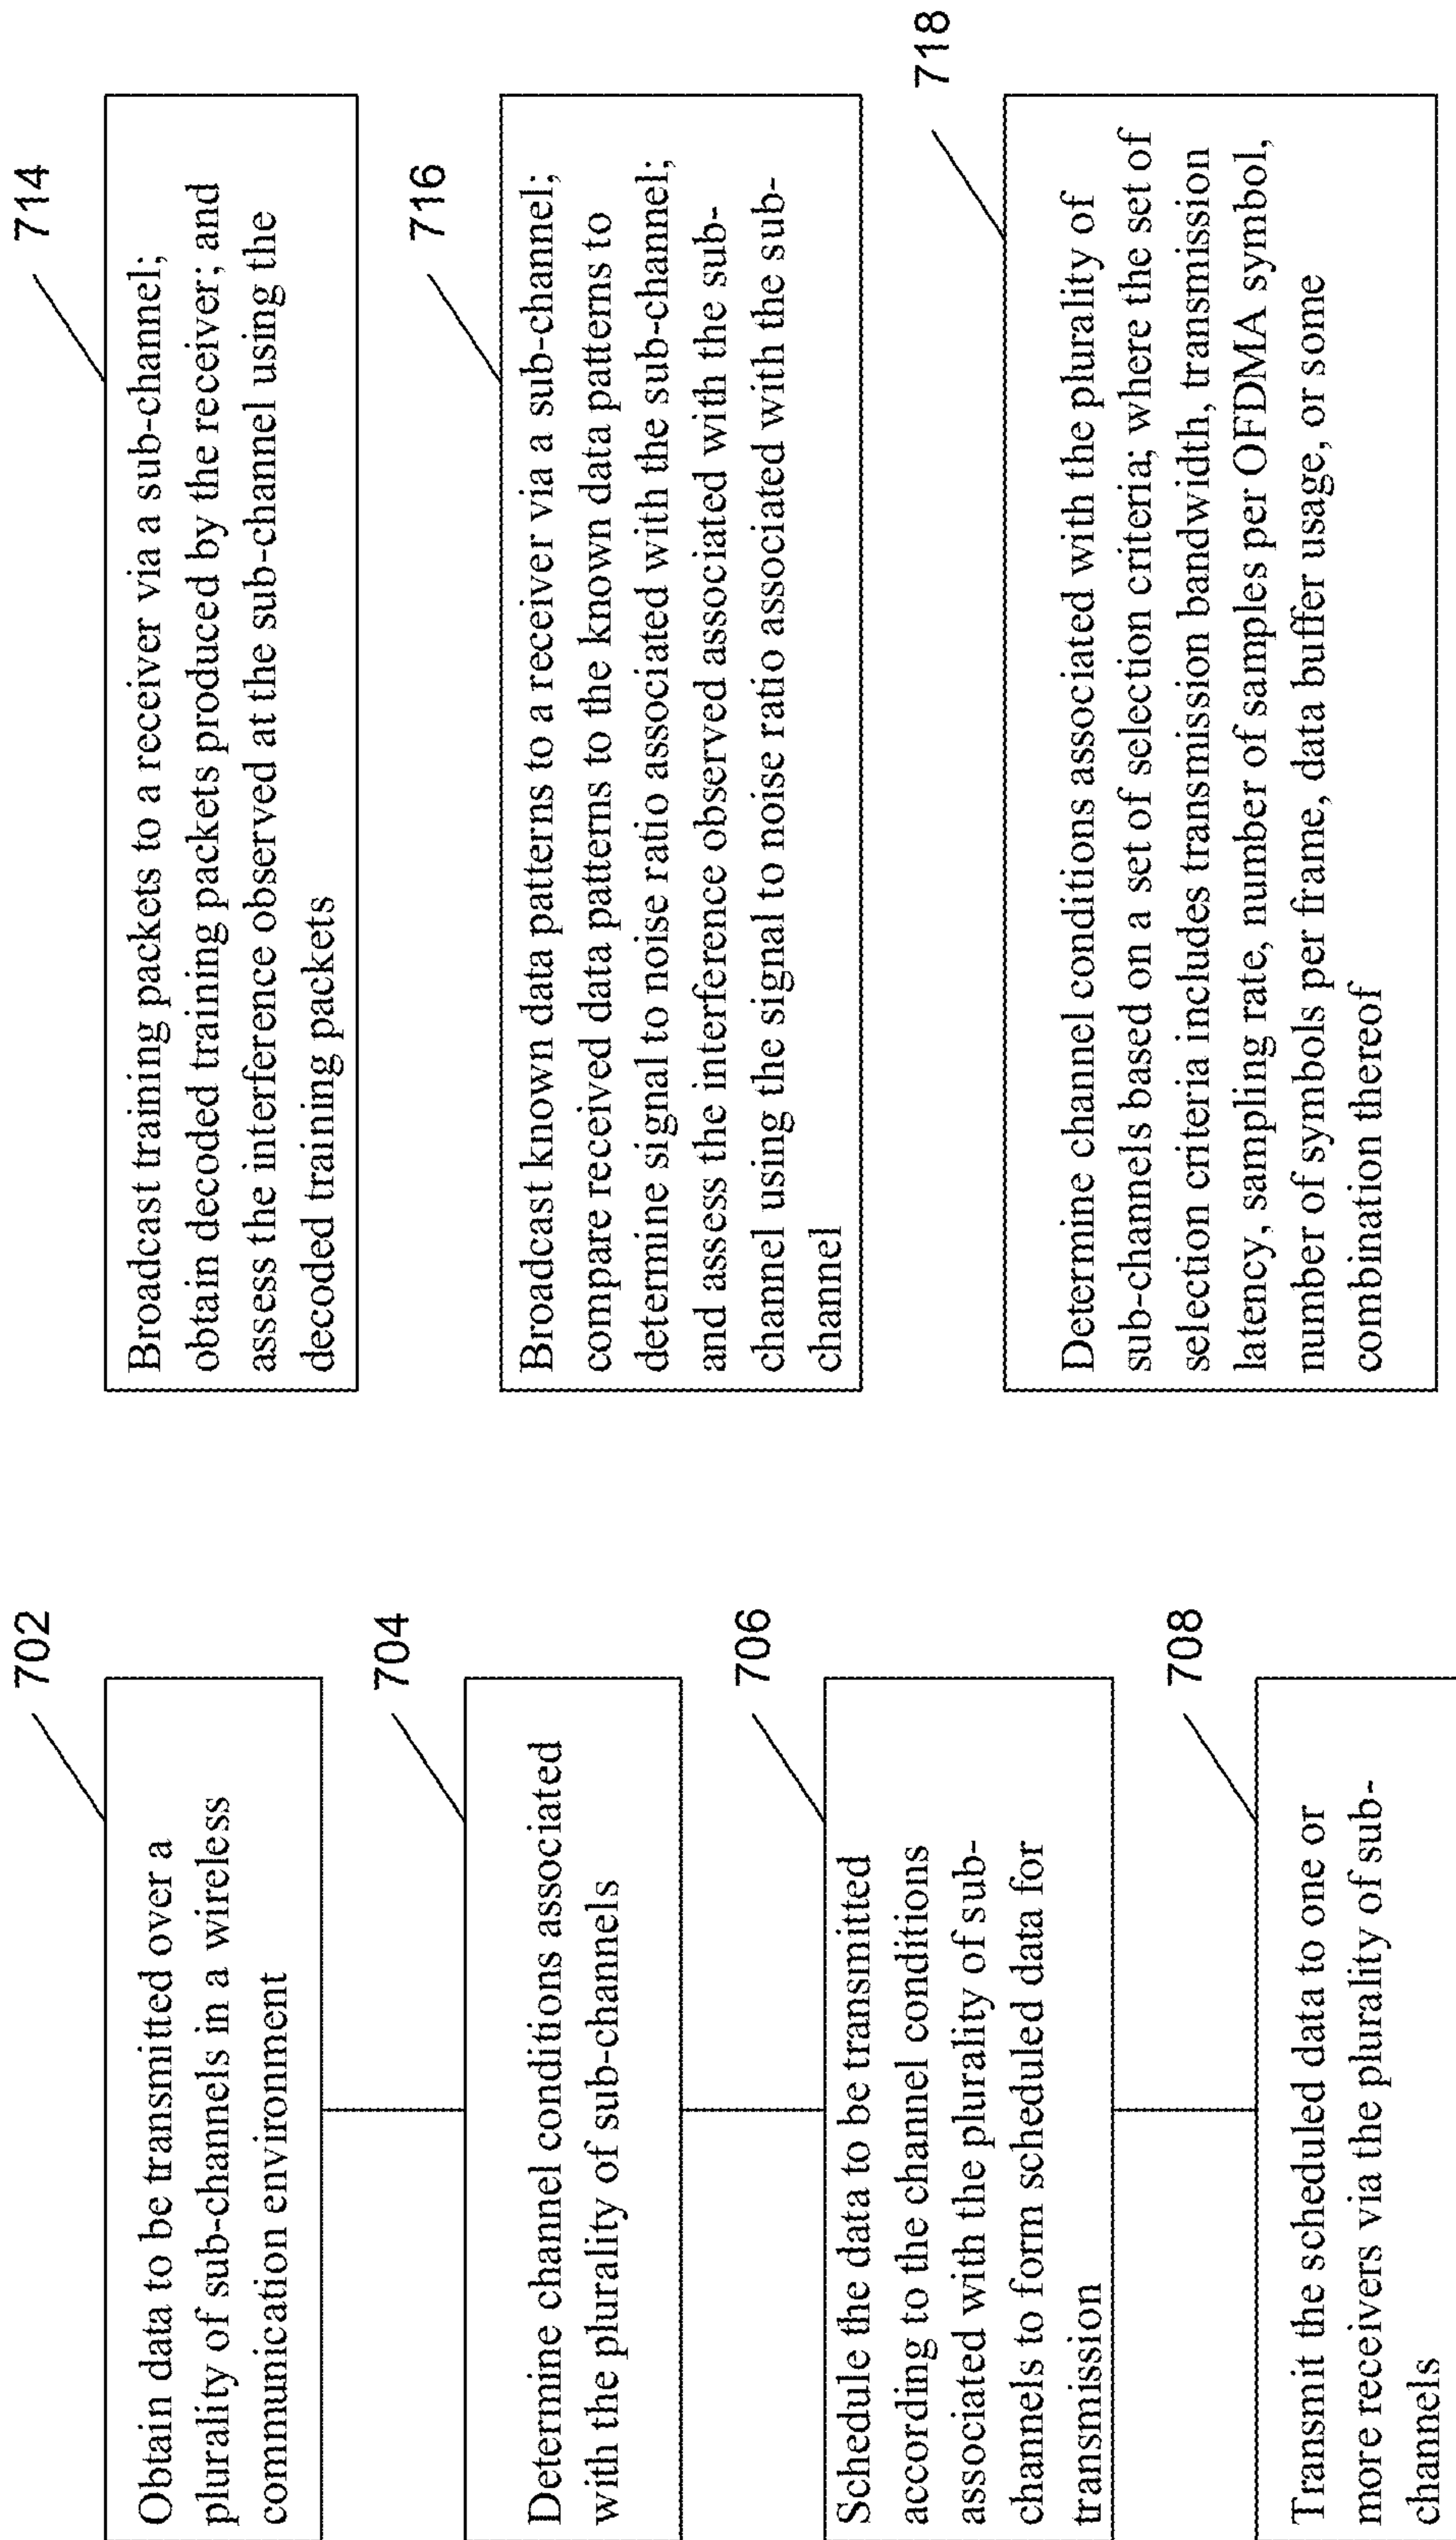 702
Obtain data to be transmitted over a
plurality of sub-channels in a wireless
communication environment
704
Determine channel conditions associated
with the plurality of sub-channels
706
Schedule the data to be transmitted
according to the channel conditions
associated with the plurality of sub-
channels to form scheduled data for
transmission
708
Transmit the scheduled data to one or
more receivers via the plurality of sub-
channels
714
Broadcast training packets to a receiver via a sub-channel;
obtain decoded training packets produced by the receiver; and
assess the interference observed at the sub-channel using the
decoded training packets
716
Broadcast known data patterns to a receiver via a sub-channel;
compare received data patterns to the known data patterns to
determine signal to noise ratio associated with the sub-channel;
and assess the interference observed associated with the sub-
channel using the signal to noise ratio associated with the sub-
channel
718
Determine channel conditions associated with the plurality of
sub-channels based on a set of selection criteria; where the set of
selection criteria includes transmission bandwidth, transmission
latency, sampling rate, number of samples per OFDMA symbol,
number of symbols per frame, data buffer usage, or some
combination thereof